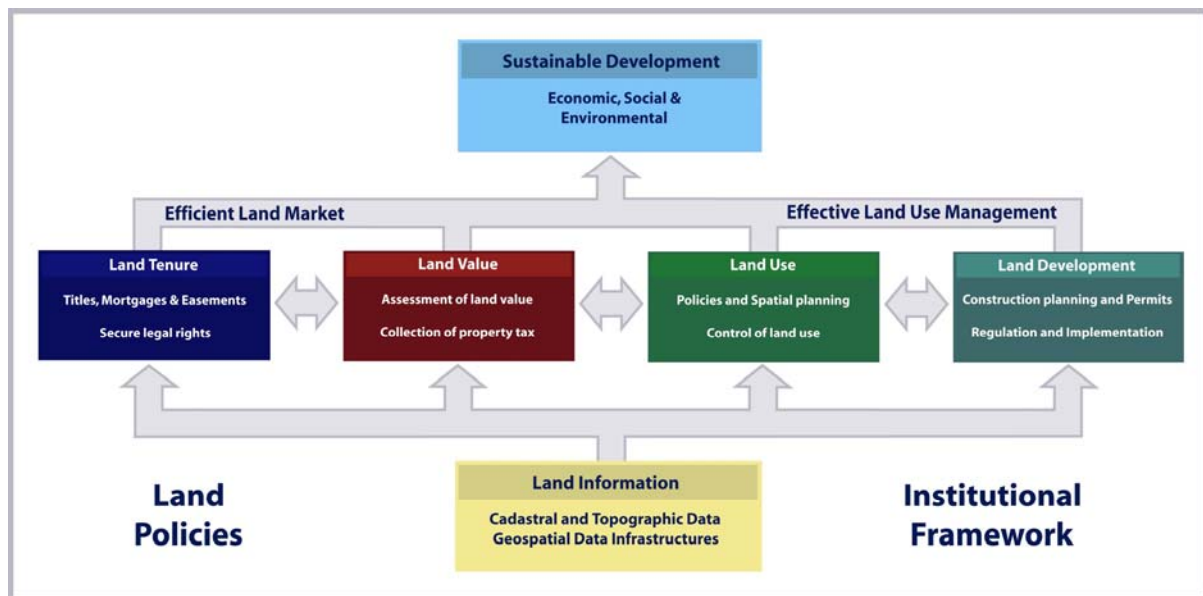 Sustainable Development
Economic, Social &
Environmental
Efficient Land Market
Effective Land Use Management
Land Tenure
Titles, Mortgages & Easements
Secure legal rights
Land Value
Assessment of land value
Collection of property tax
Land Use
Policies and Spatial planning
Control of land use
Land Development
Construction planning and Permits
Regulation and Implementation
Land
Policies
Land Information
Cadastral and Topographic Data
Geospatial Data Infrastructures
Institutional
Framework